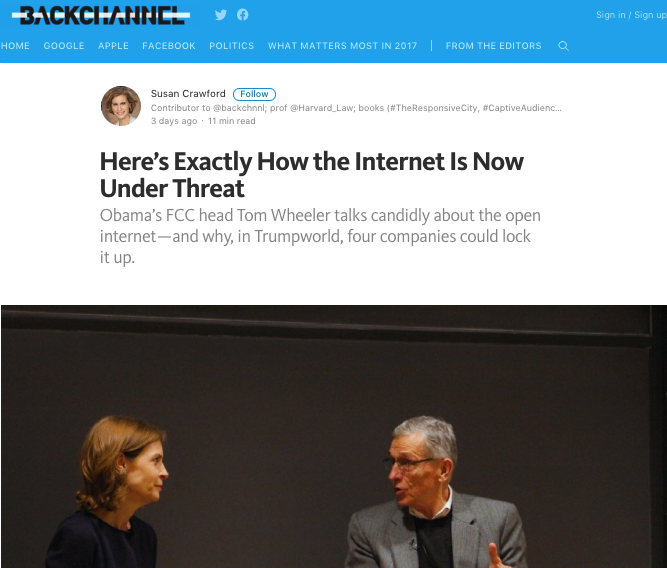 BACKCHANNEL
Sign in / Sign up
HOME GOOGLE APPLE FACEBOOK POLITICS WHAT MATTERS MOST IN 2017 | FROM THE EDITORS
Susan Crawford Follow
Contributor to @backchnnl; prof @Harvard_Law; books (#TheResponsiveCity, #CaptiveAudienc...
3 days ago · 11 min read
Here’s Exactly How the Internet Is Now
Under Threat
Obama’s FCC head Tom Wheeler talks candidly about the open
internet—and why, in Trumpworld, four companies could lock
it up.